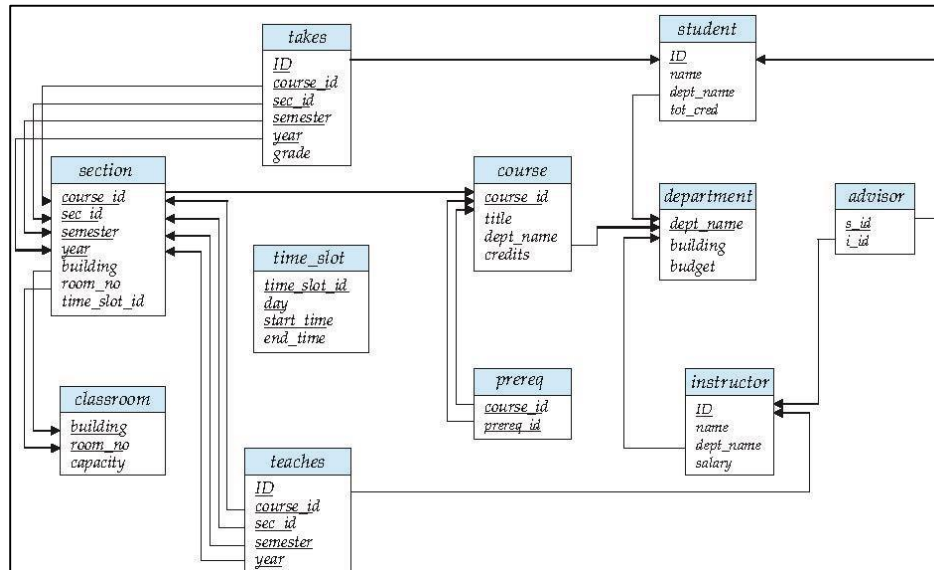 takes
ID
course_id
sec_id
semester
year
grade
student
ID
name
dept_name
tot_cred
section
course_id
sec_id
semester
year
building
room_no
time_slot_id
course
course_id
title
dept_name
credits
department
dept_name
building
budget
advisor
s_id
i_id
time_slot
time_slot_id
day
start_time
end_time
prereq
course_id
prereq_id
instructor
ID
name
dept_name
salary
classroom
building
room_no
capacity
teaches
ID
course_id
sec_id
semester
year